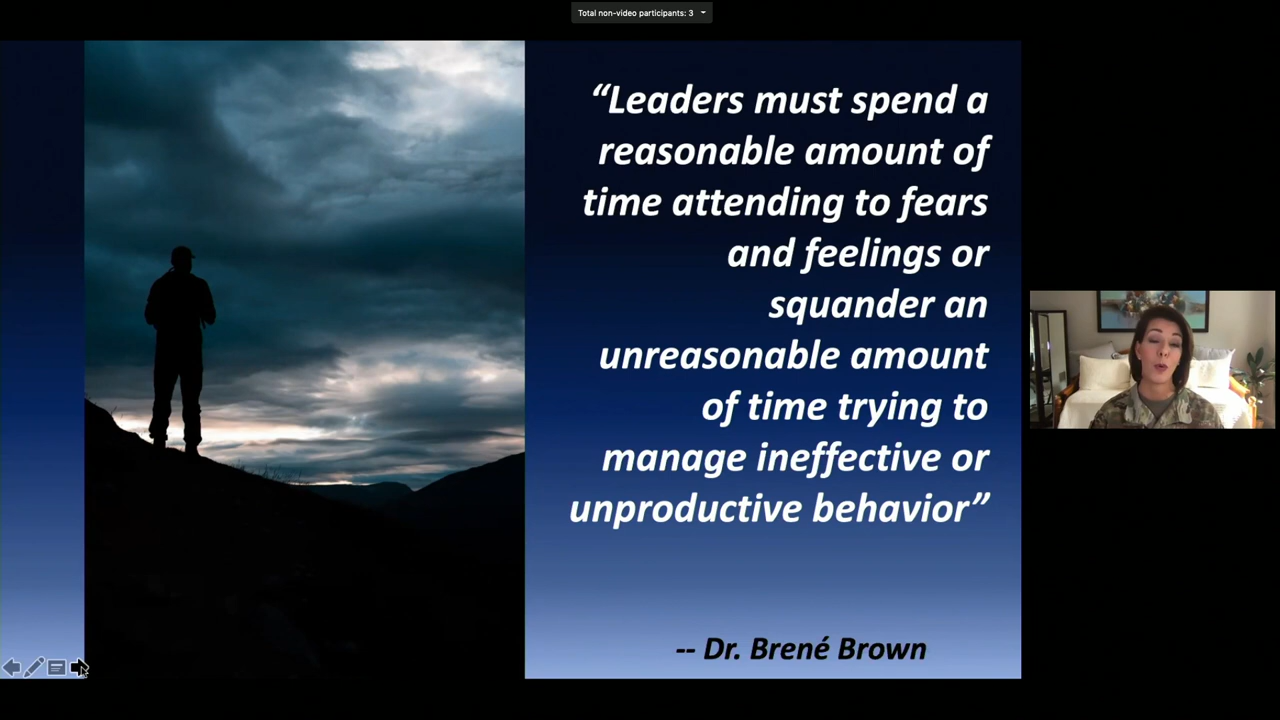 Total non-video participants: 3
“Leaders must spend a
reasonable amount of
time attending to fears
and feelings or
squander an
unreasonable amount
of time trying to
manage ineffective or
unproductive behavior”
-- Dr. Brené Brown